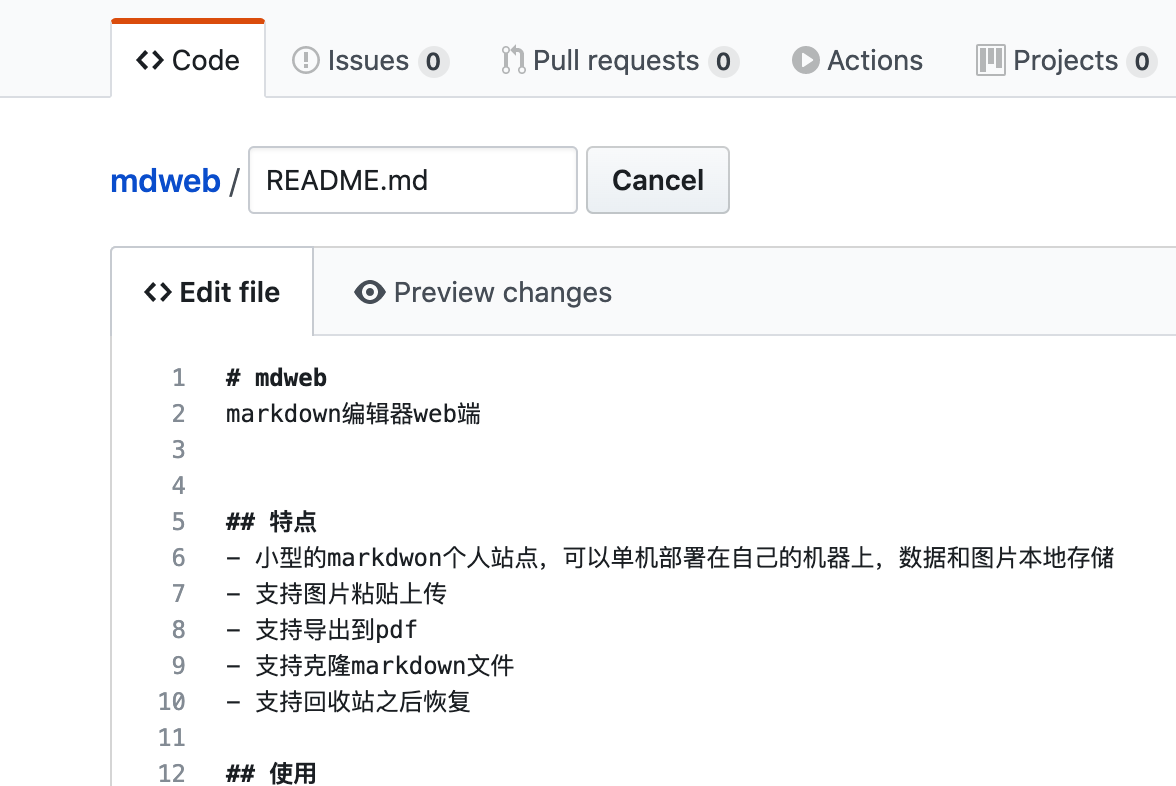 Code Issues 0 Pull requests 0 Actions Projects 0
mdweb / README.md Cancel
Edit file Preview changes
1 # mdweb
2 markdown编辑器web端
3
4
5 ## 特点
6 - 小型的markdwon个人站点，可以单机部署在自己的机器上，数据和图片本地存储
7 - 支持图片粘贴上传
8 - 支持导出到pdf
9 - 支持克隆markdown文件
10 - 支持回收站之后恢复
11
12 ## 使用